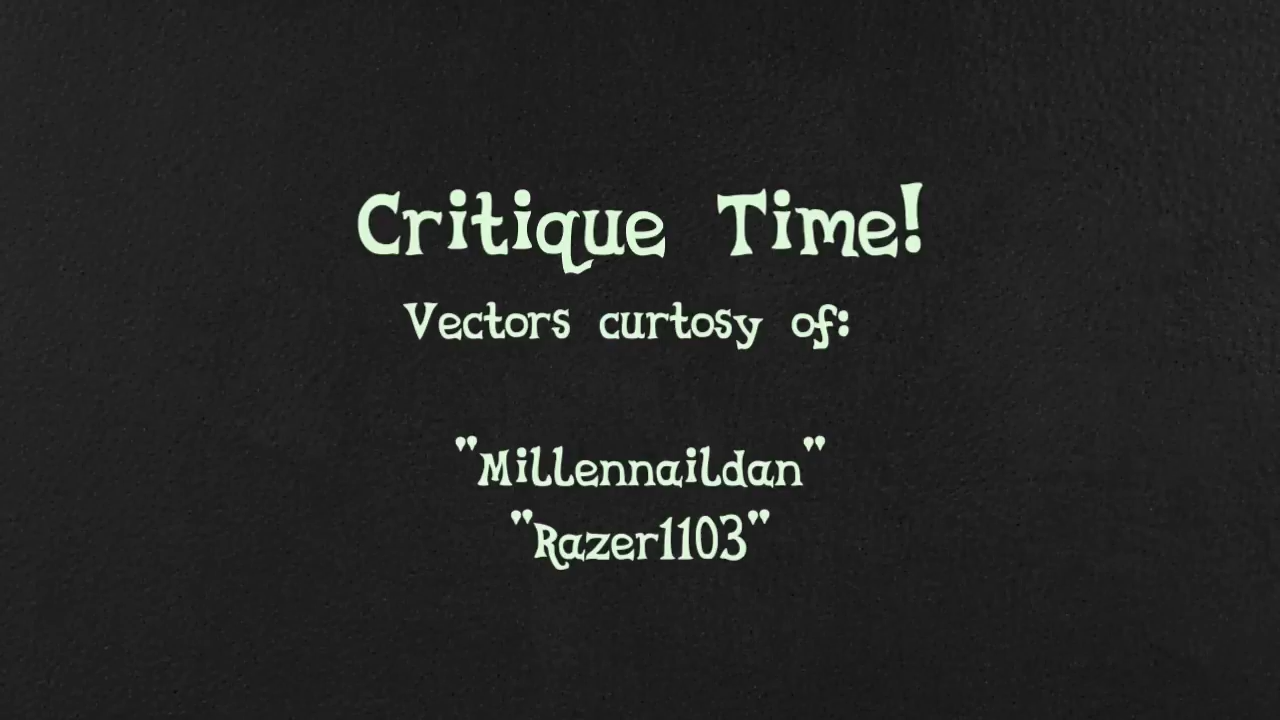 Critique Time!
Vectors curtosy of:
"Millennaildan"
"Razer1103"